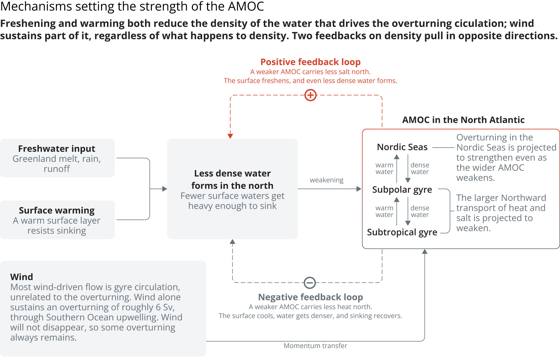 Mechanisms setting the strength of the AMOC
Freshening and warming both reduce the density of the water that drives the overturning ciculation; wind
sustains part of it, regardless of what happens to density. Two feedbacks on density pull in opposite directions.
Positive feedback loop
A weaker AMOC carries less salt north.
The surface freshens, and even less dense water forms.
+
AMOC in the North Atlantic
Freshwater input
Greenland melt, rain,
runoff
Surface warming
A warm surface layer
resists sinking
Less dense water
forms in the north
Fewer surface waters get
heavy enough to sink
weakening
Nordic Seas
warm
water
dense
water
Subpolar gyre
warm
water
dense
water
Subtropical gyre
Overturning in the
Nordic Seas is projected
to strengthen even as
the wider AMOC
weakens.
The larger Northward
transport of heat and
salt is projected to
weaken.
Wind
Most wind-driven flow is gyre circulation,
unrelated to the overturning. Wind alone
sustains an overturning of roughly 6 Sv,
through Southern Ocean upwelling. Wind
will not disappear, so some overturning
always remains.
−
Negative feedback loop
A weaker AMOC carries less heat north.
The surface cools, water gets denser, and sinking recovers.
Momentum transfer